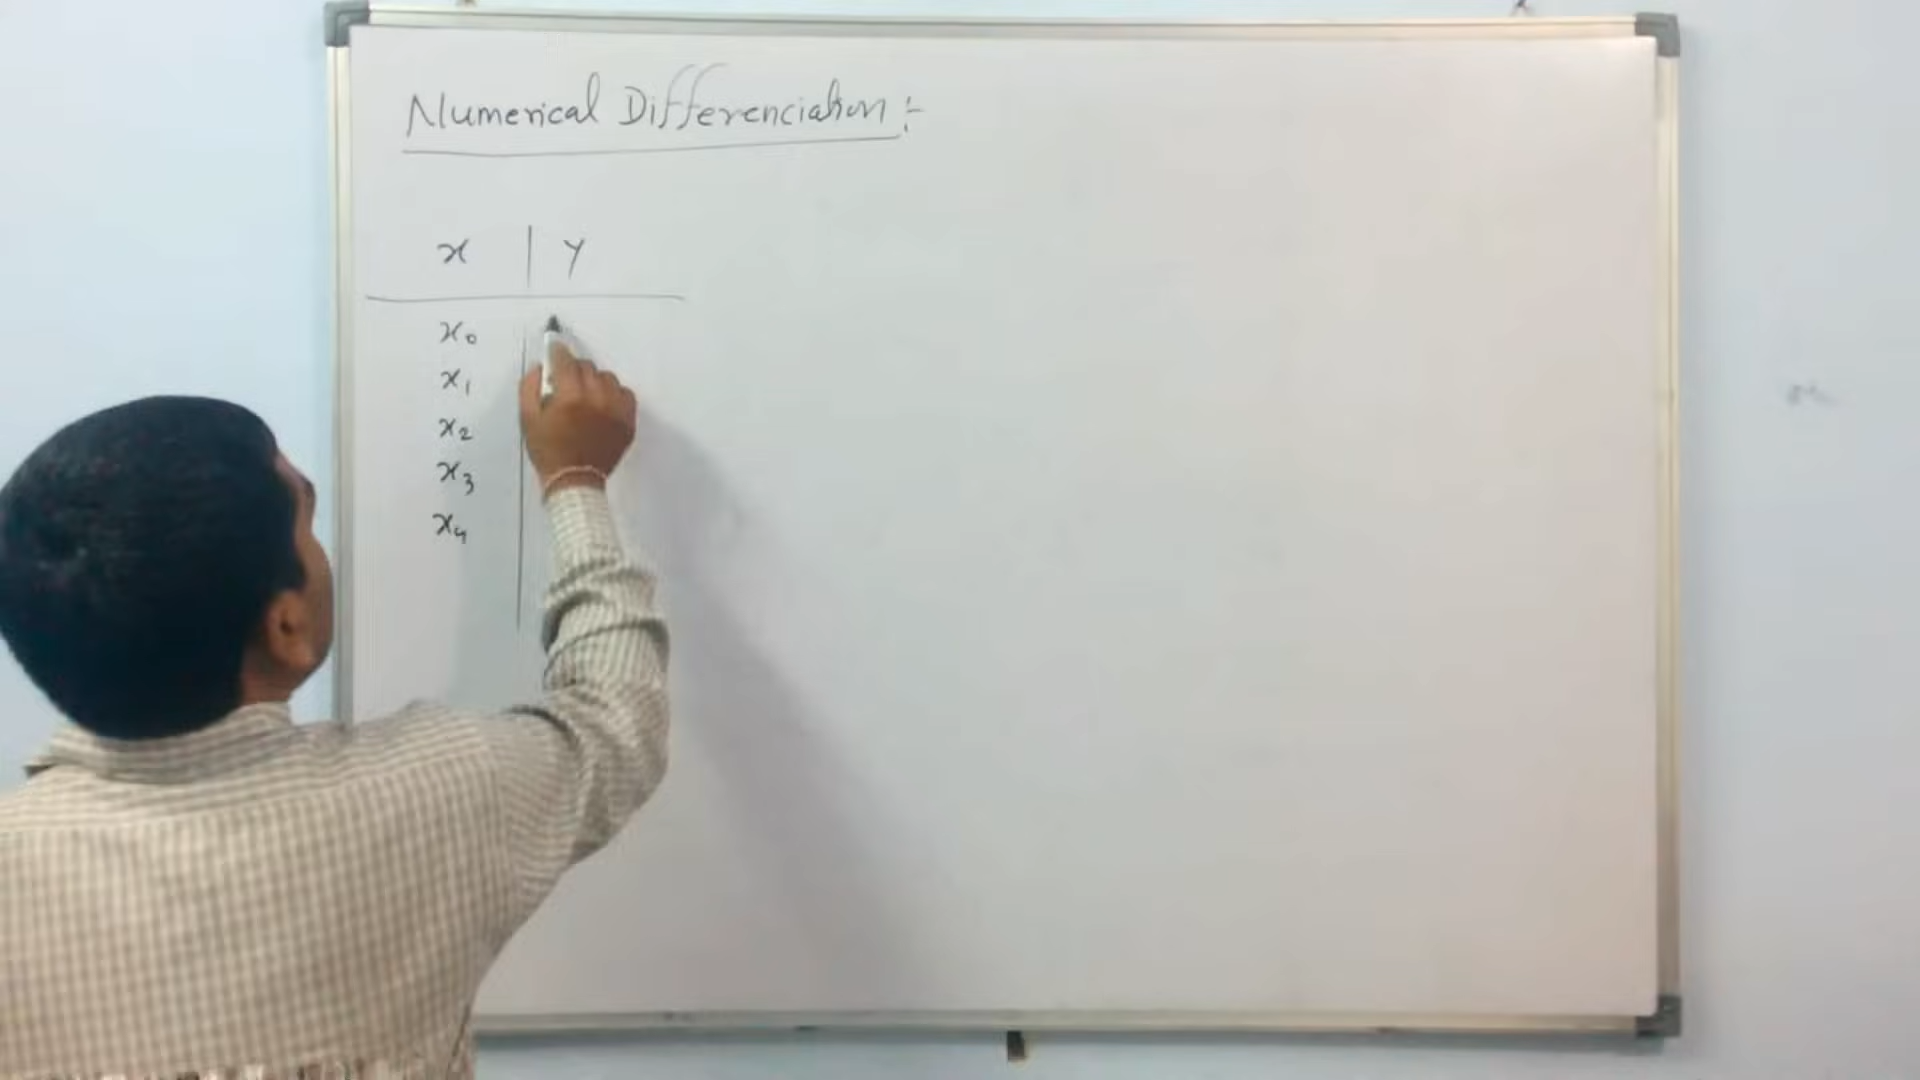 Numerical Differenciation :-
x | y
x₀
x₁
x₂
x₃
x₄